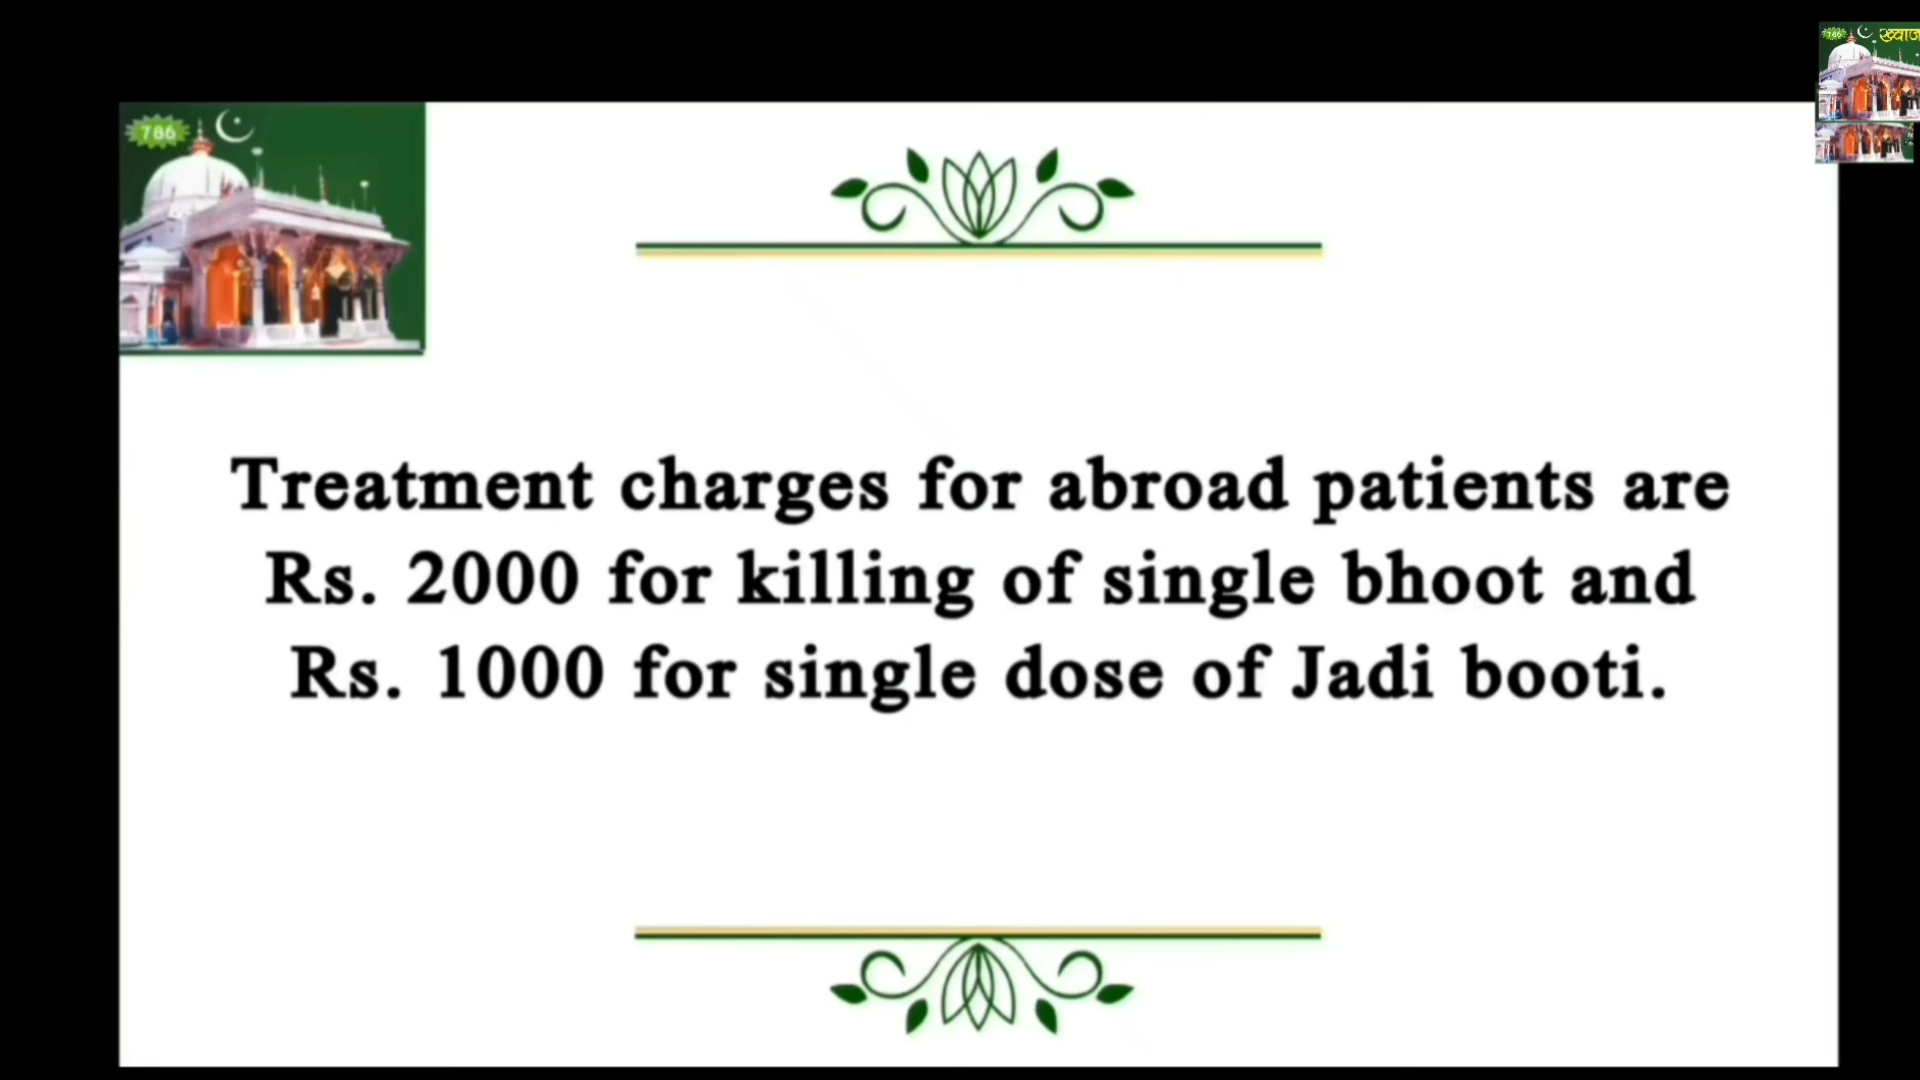 786
Treatment charges for abroad patients are
Rs. 2000 for killing of single bhoot and
Rs. 1000 for single dose of Jadi booti.
786